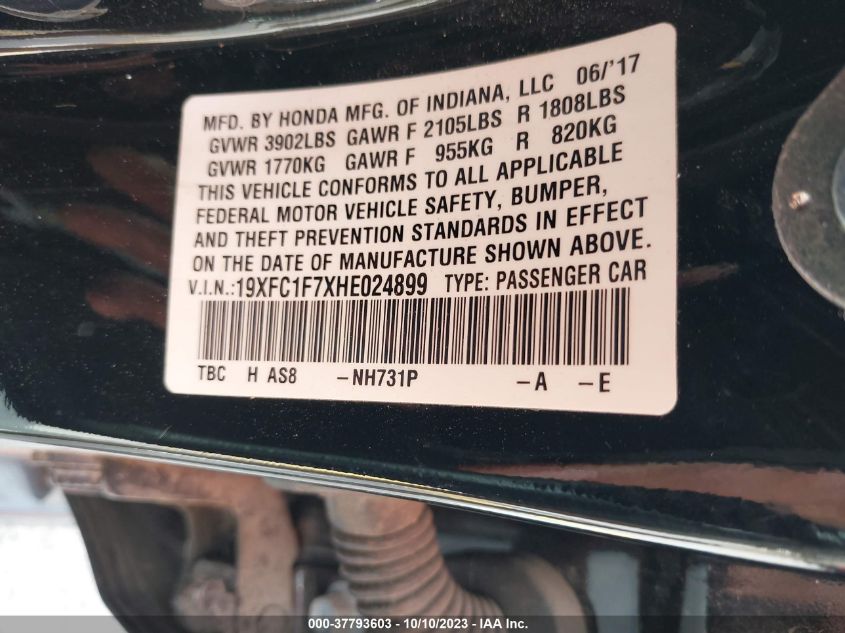 MFD. BY HONDA MFG. OF INDIANA, LLC 06/'17
GVWR 3902LBS GAWR F 2105LBS R 1808LBS
GVWR 1770KG GAWR F 955KG R 820KG
THIS VEHICLE CONFORMS TO ALL APPLICABLE
FEDERAL MOTOR VEHICLE SAFETY, BUMPER,
AND THEFT PREVENTION STANDARDS IN EFFECT
ON THE DATE OF MANUFACTURE SHOWN ABOVE.
V.I.N.:19XFC1F7XHE024899 TYPE: PASSENGER CAR
TBC H AS8 -NH731P -A -E
000-37793603 - 10/10/2023 - IAA Inc.